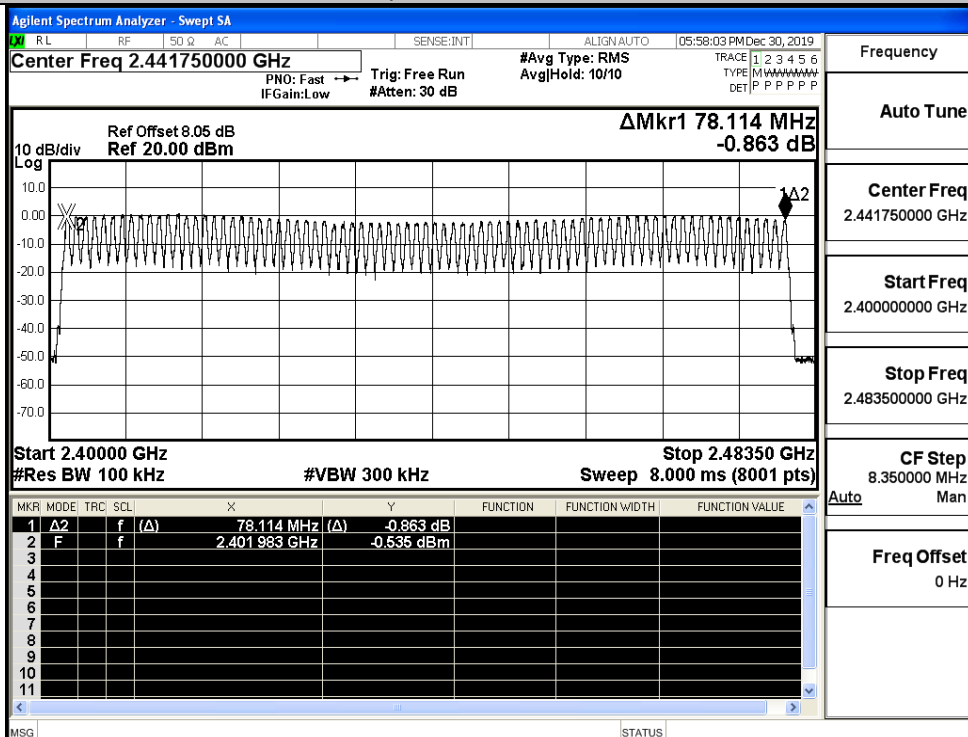 Agilent Spectrum Analyzer - Swept SA
LXI RL RF 50 Ω AC SENSE:INT ALIGN AUTO 05:58:03 PM Dec 30, 2019
Center Freq 2.441750000 GHz
PNO: Fast
IFGain:Low
Trig: Free Run
#Atten: 30 dB
#Avg Type: RMS
Avg|Hold: 10/10
TRACE 1 2 3 4 5 6
TYPE M WWWWW
DET P P P P P P
Ref Offset 8.05 dB
10 dB/div Ref 20.00 dBm
Log
ΔMkr1 78.114 MHz
-0.863 dB
10.0
0.00
-10.0
-20.0
-30.0
-40.0
-50.0
-60.0
-70.0
2
1Δ2
Start 2.40000 GHz Stop 2.48350 GHz
#Res BW 100 kHz #VBW 300 kHz Sweep 8.000 ms (8001 pts)
MKR MODE TRC SCL X Y FUNCTION FUNCTION WIDTH FUNCTION VALUE
1 Δ2 f (Δ) 78.114 MHz (Δ) -0.863 dB
2 F f 2.401 983 GHz -0.535 dBm
3
4
5
6
7
8
9
10
11
MSG STATUS
Frequency
Auto Tune
Center Freq
2.441750000 GHz
Start Freq
2.400000000 GHz
Stop Freq
2.483500000 GHz
CF Step
8.350000 MHz
Auto Man
Freq Offset
0 Hz